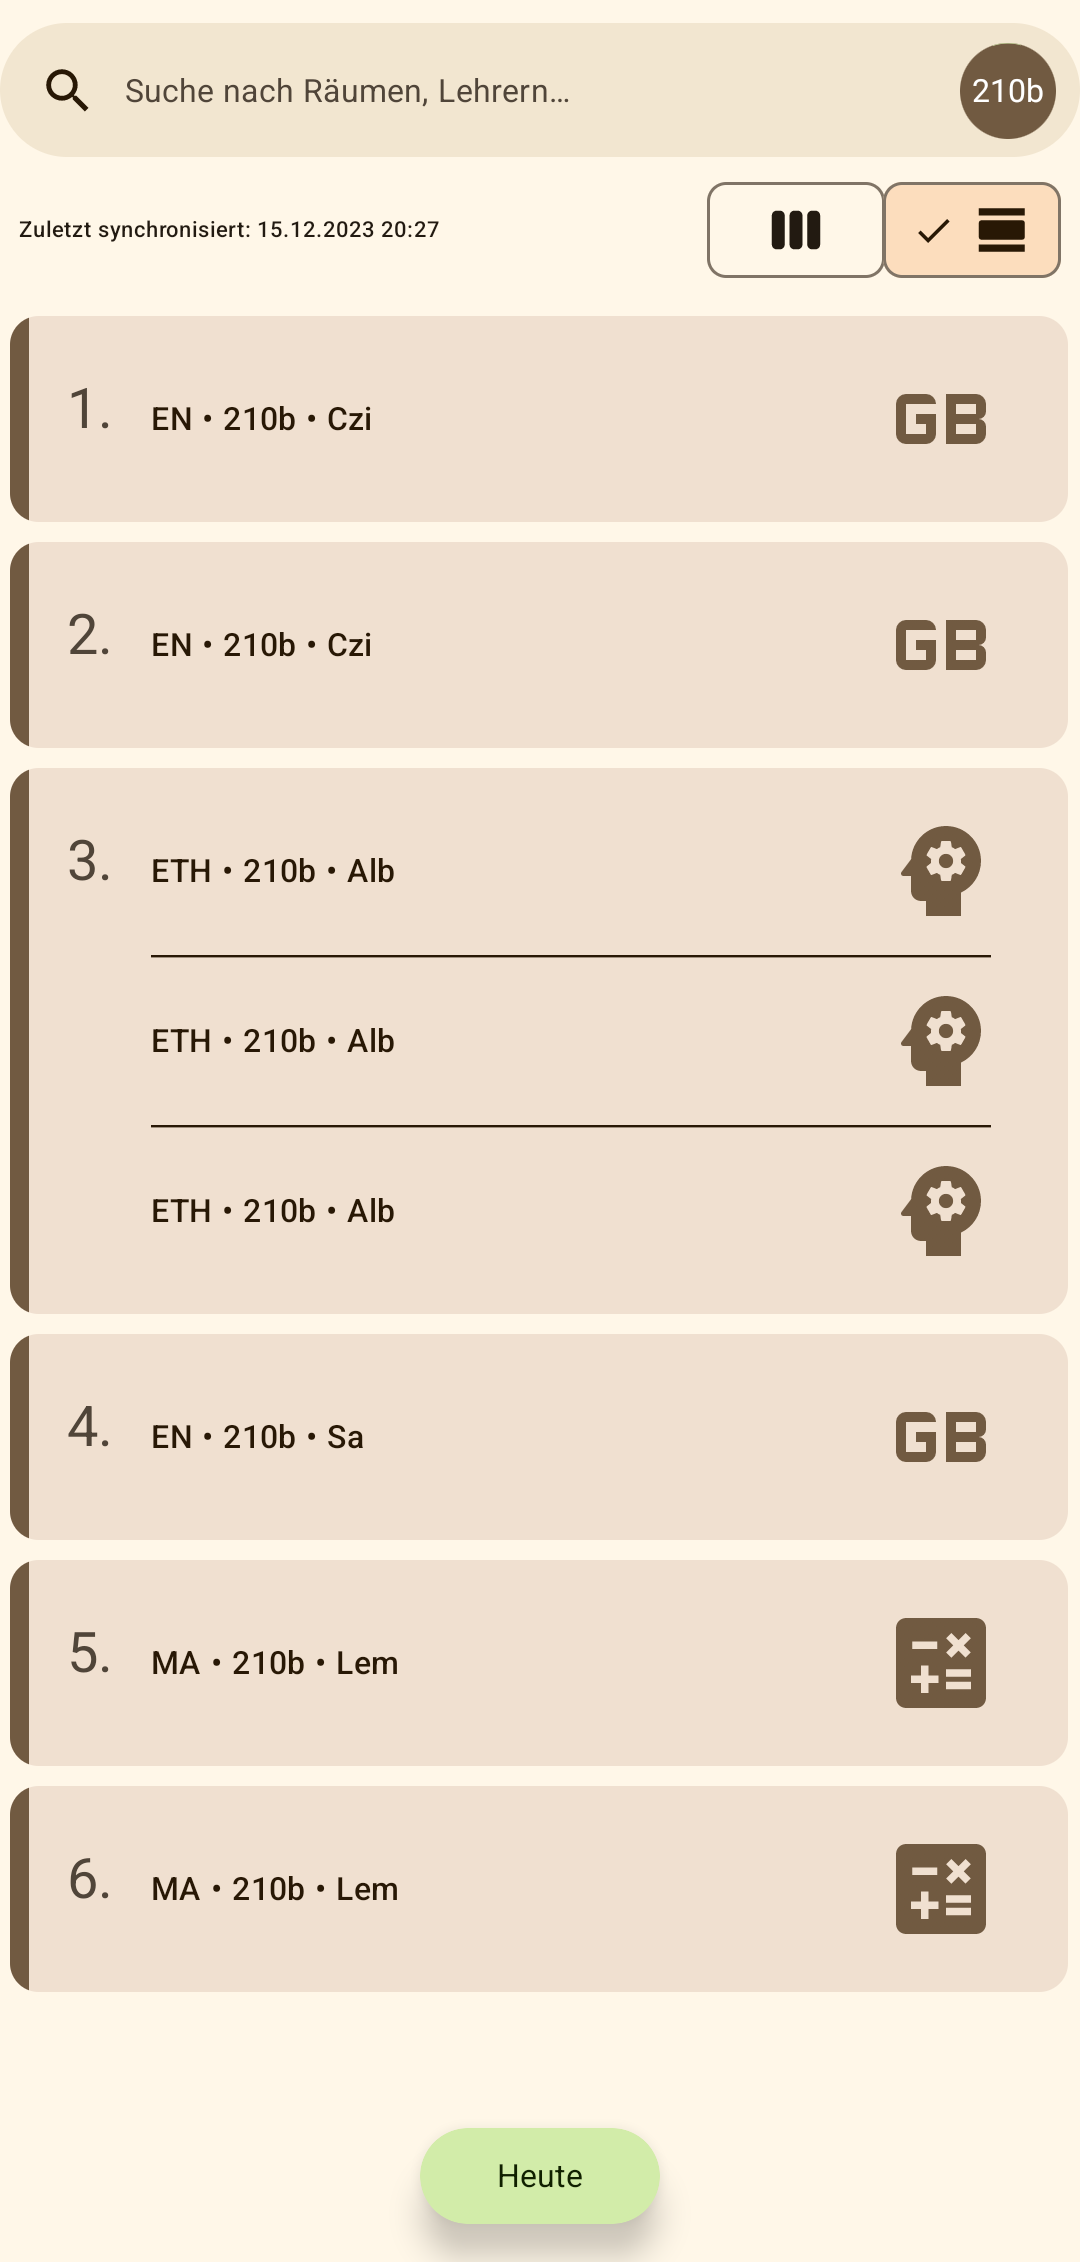 Suche nach Räumen, Lehrern...
210b
Zuletzt synchronisiert: 15.12.2023 20:27
1. EN • 210b • Czi GB
2. EN • 210b • Czi GB
3. ETH • 210b • Alb
ETH • 210b • Alb
ETH • 210b • Alb
4. EN • 210b • Sa GB
5. MA • 210b • Lem
6. MA • 210b • Lem
Heute